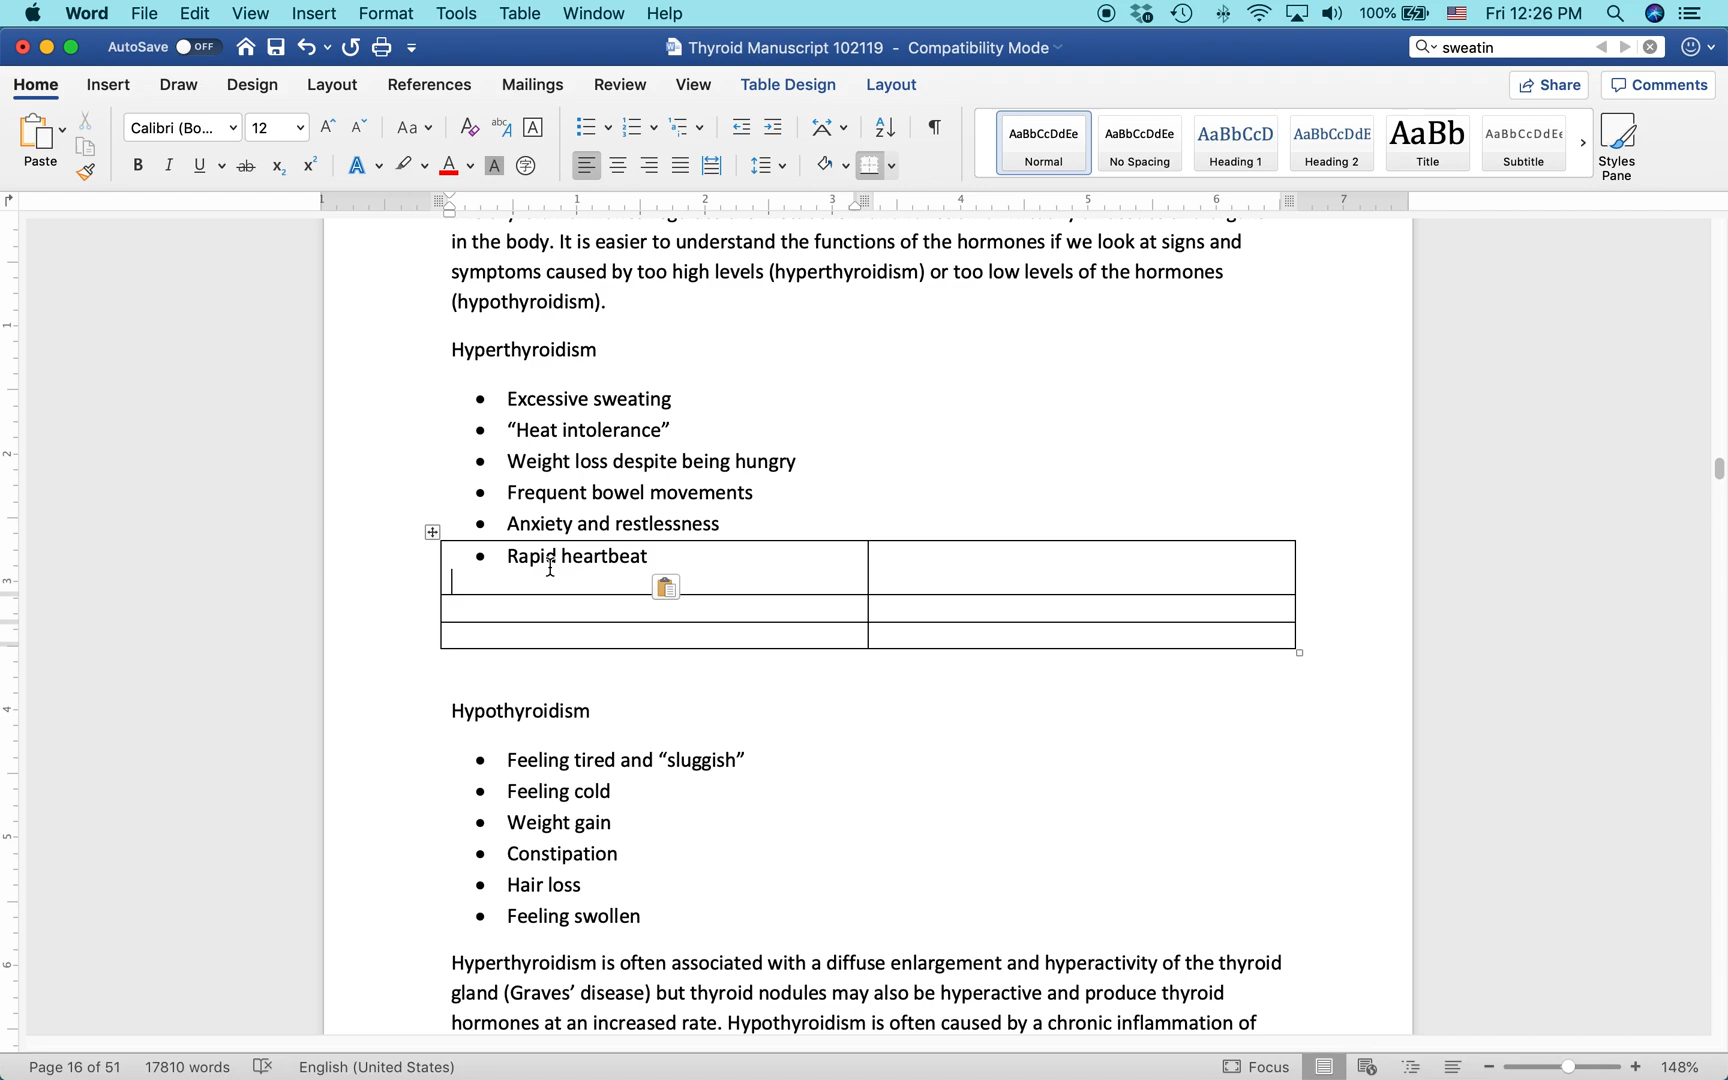 Word File Edit View Insert Format Tools Table Window Help 100% Fri 12:26 PM
AutoSave OFF Thyroid Manuscript 102119 - Compatibility Mode sweatin
Home Insert Draw Design Layout References Mailings Review View Table Design Layout Share Comments
Paste
Calibri (Bo... 12
AaBbCcDdEe AaBbCcDdEe AaBbCcD AaBbCcDdE AaBb AaBbCcDdEe
Normal No Spacing Heading 1 Heading 2 Title Subtitle
Styles
Pane
1 1 2 3 4 5 6 7
in the body. It is easier to understand the functions of the hormones if we look at signs and
symptoms caused by too high levels (hyperthyroidism) or too low levels of the hormones
(hypothyroidism).
Hyperthyroidism
• Excessive sweating
• “Heat intolerance”
• Weight loss despite being hungry
• Frequent bowel movements
• Anxiety and restlessness
• Rapid heartbeat
Hypothyroidism
• Feeling tired and “sluggish”
• Feeling cold
• Weight gain
• Constipation
• Hair loss
• Feeling swollen
Hyperthyroidism is often associated with a diffuse enlargement and hyperactivity of the thyroid
gland (Graves’ disease) but thyroid nodules may also be hyperactive and produce thyroid
hormones at an increased rate. Hypothyroidism is often caused by a chronic inflammation of
Page 16 of 51 17810 words English (United States) Focus 148%